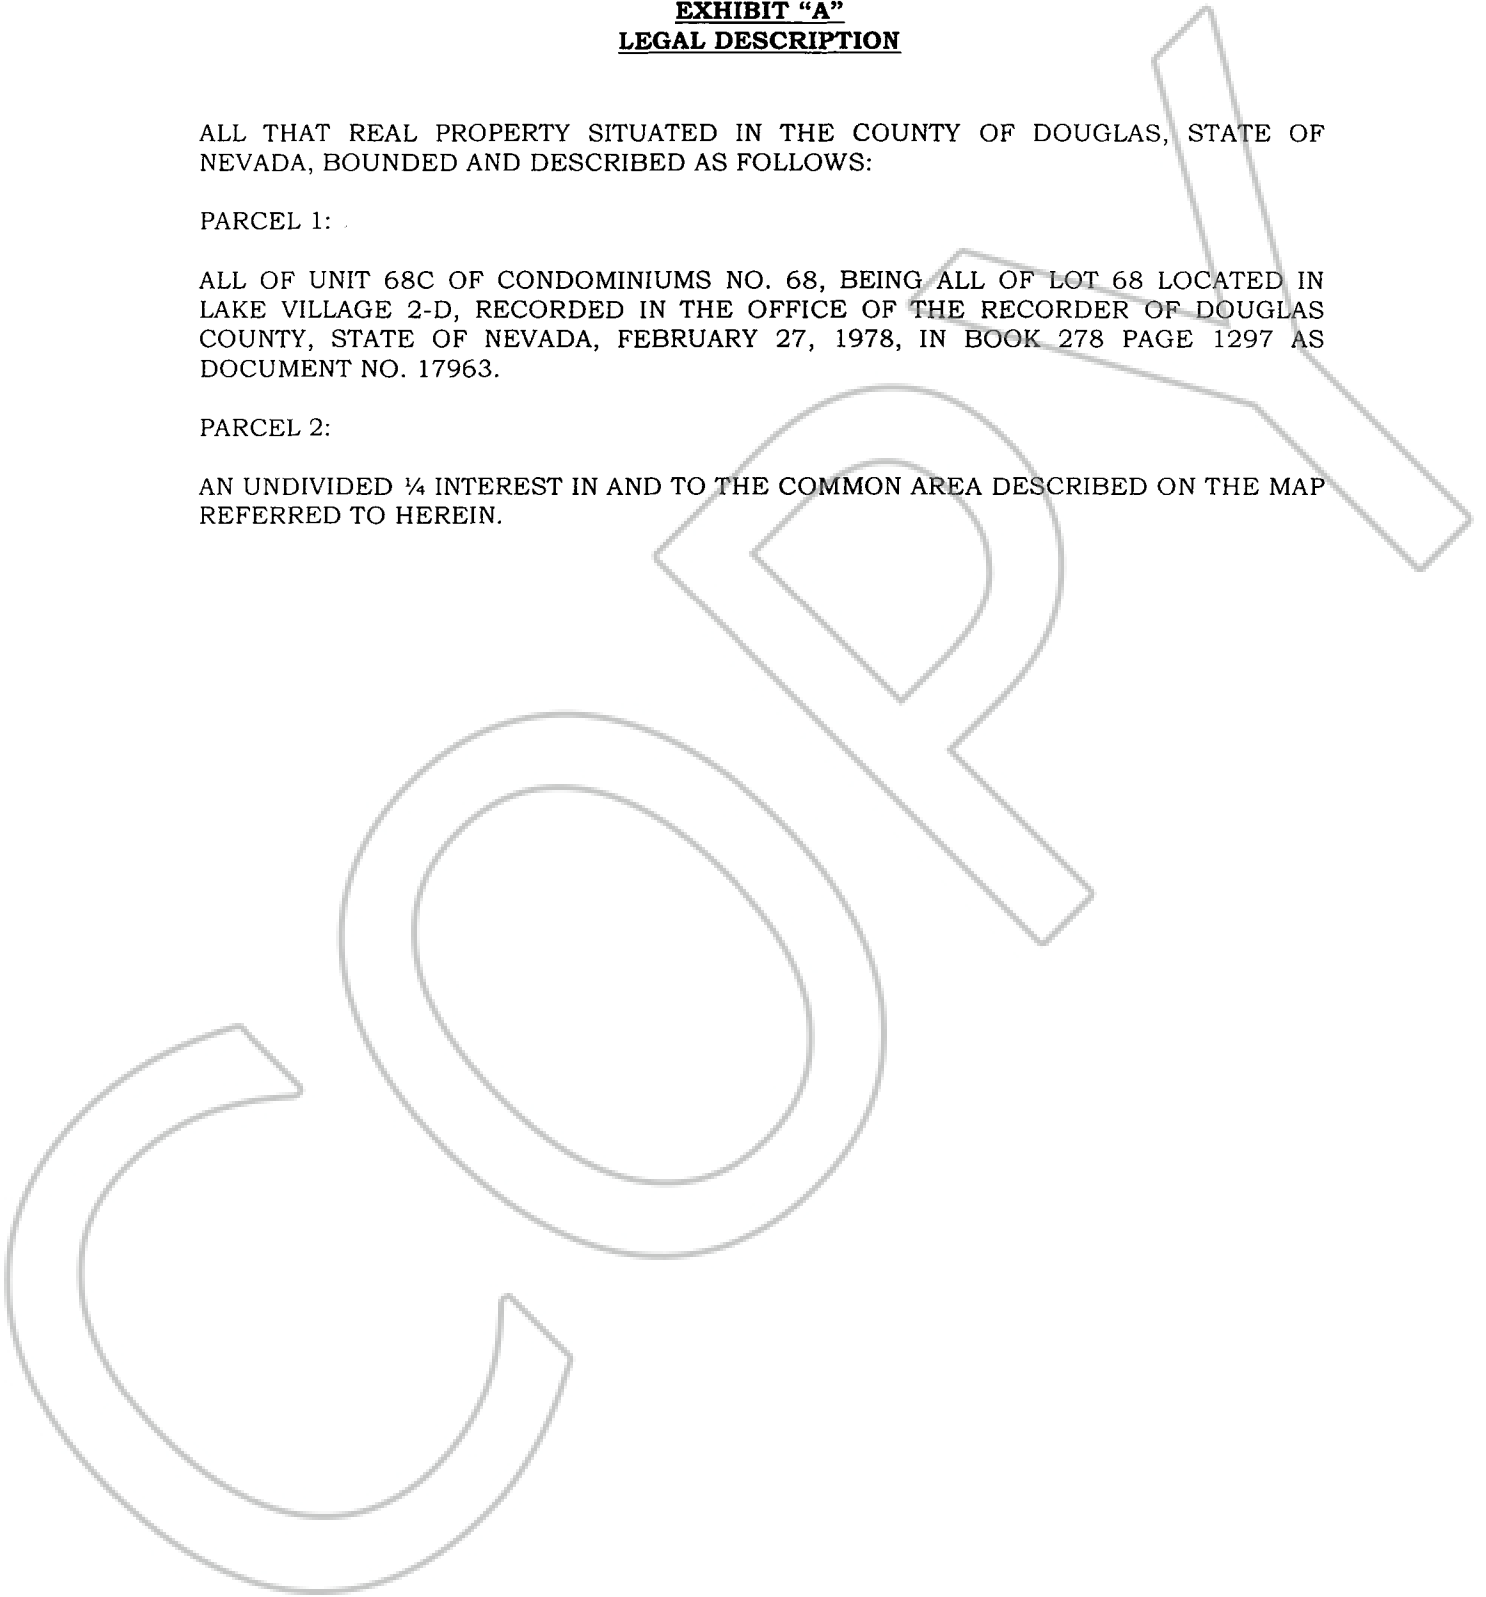 EXHIBIT “A”
LEGAL DESCRIPTION
ALL THAT REAL PROPERTY SITUATED IN THE COUNTY OF DOUGLAS, STATE OF
NEVADA, BOUNDED AND DESCRIBED AS FOLLOWS:
PARCEL 1:
ALL OF UNIT 68C OF CONDOMINIUMS NO. 68, BEING ALL OF LOT 68 LOCATED IN
LAKE VILLAGE 2-D, RECORDED IN THE OFFICE OF THE RECORDER OF DOUGLAS
COUNTY, STATE OF NEVADA, FEBRUARY 27, 1978, IN BOOK 278 PAGE 1297 AS
DOCUMENT NO. 17963.
PARCEL 2:
AN UNDIVIDED ¼ INTEREST IN AND TO THE COMMON AREA DESCRIBED ON THE MAP
REFERRED TO HEREIN.
COPY